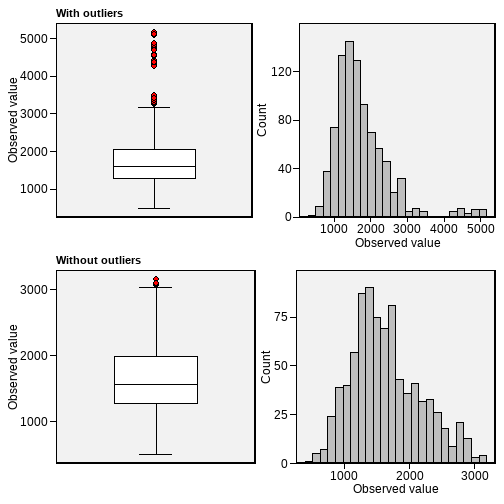 With outliers
Observed value
5000
4000
3000
2000
1000
Count
120
80
40
0
1000 2000 3000 4000 5000
Observed value
Without outliers
Observed value
3000
2000
1000
Count
75
50
25
0
1000 2000 3000
Observed value